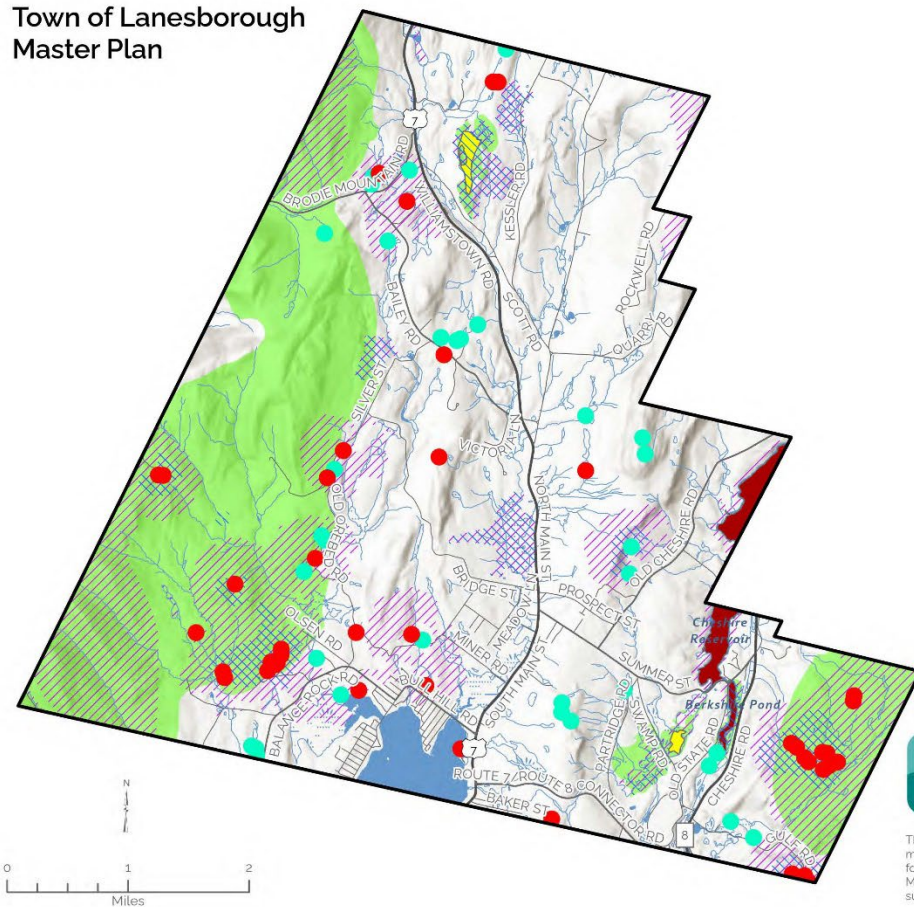 Town of Lanesborough
Master Plan
7
BRODIE MOUNTAIN RD
WILLIAMSTOWN RD
KESSLER RD
ROCKWELL RD
BAILEY RD
SCOTT RD
QUARRY RD
SILVER ST
VICTORIA LN
NORTH MAIN ST
OLD OREBED RD
OLD CHESHIRE RD
BRIDGE ST
PROSPECT ST
MEADOW LN
OLSEN RD
MINER RD
Cheshire
Reservoir
SUMMER ST
BALANCE ROCK RD
BULL HILL RD
SOUTH MAIN S
PARTRIDGE RD
SWAMP RD
Berkshire Pond
OLD STATE RD
CHESHIRE RD
7
ROUTE 7 / ROUTE 8 CONNECTOR RD
BAKER ST
8
GULF RD
N
0 1 2
Miles